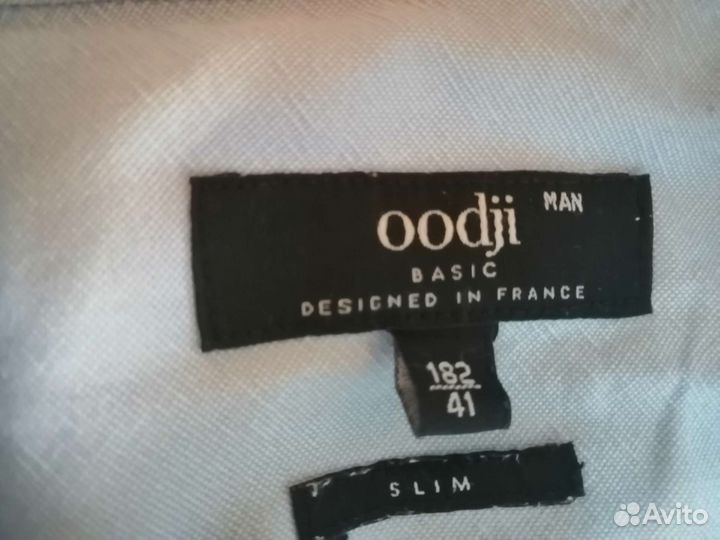 oodji MAN
BASIC
DESIGNED IN FRANCE
182
41
SLIM
Avito